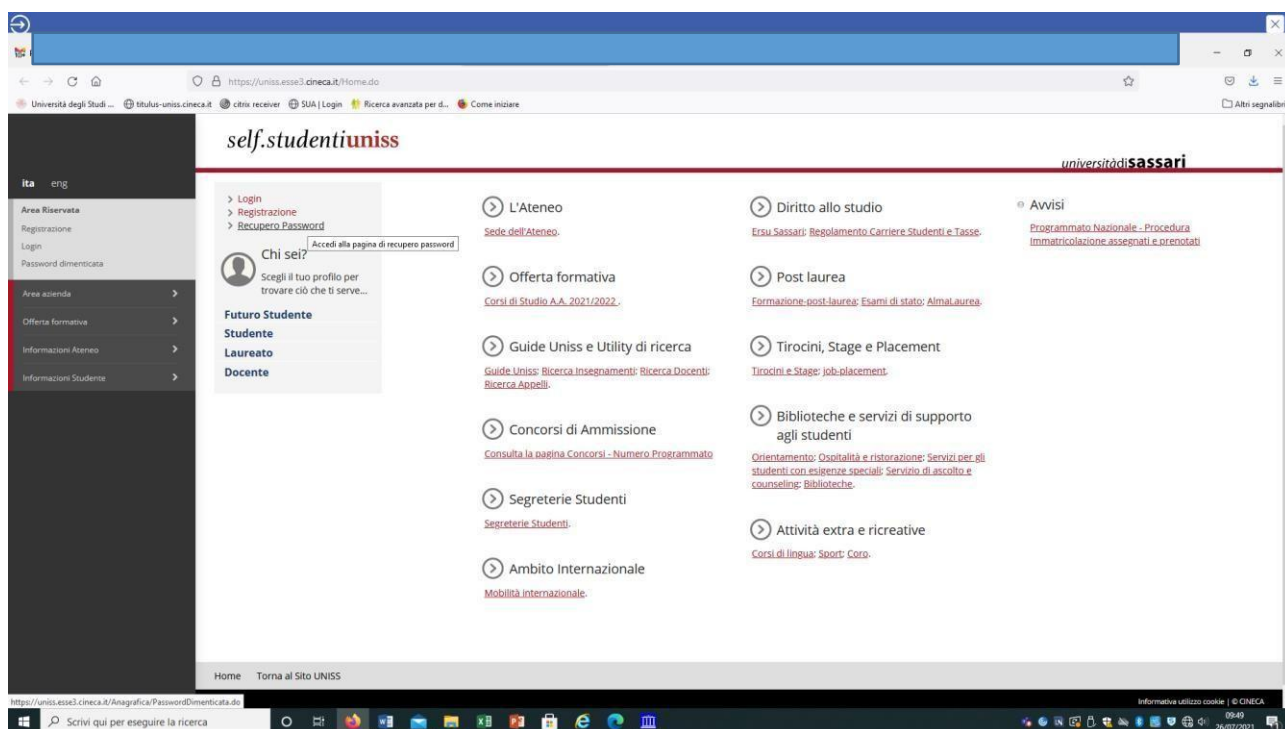 https://uniss.esse3.cineca.it/Home.do
Università degli Studi ... titulus-uniss.cineca.it citrix receiver SUA | Login Ricerca avanzata per d... Come iniziare Altri segnalibri
self.studentiuniss
universitàdisassari
ita eng
Area Riservata
Registrazione
Login
Password dimenticata
Area azienda
Offerta formativa
Informazioni Ateneo
Informazioni Studente
> Login
> Registrazione
> Recupero Password
Accedi alla pagina di recupero password
Chi sei?
Scegli il tuo profilo per
trovare ciò che ti serve...
Futuro Studente
Studente
Laureato
Docente
L'Ateneo
Sede dell'Ateneo.
Offerta formativa
Corsi di Studio A.A. 2021/2022 .
Guide Uniss e Utility di ricerca
Guide Uniss; Ricerca Insegnamenti; Ricerca Docenti;
Ricerca Appelli.
Concorsi di Ammissione
Consulta la pagina Concorsi - Numero Programmato
Segreterie Studenti
Segreterie Studenti.
Ambito Internazionale
Mobilità internazionale.
Diritto allo studio
Ersu Sassari; Regolamento Carriere Studenti e Tasse.
Post laurea
Formazione-post-laurea; Esami di stato; AlmaLaurea.
Tirocini, Stage e Placement
Tirocini e Stage; job-placement.
Biblioteche e servizi di supporto
agli studenti
Orientamento; Ospitalità e ristorazione; Servizi per gli
studenti con esigenze speciali; Servizio di ascolto e
counseling; Biblioteche.
Attività extra e ricreative
Corsi di lingua; Sport; Coro.
Avvisi
Programmato Nazionale - Procedura
Immatricolazione assegnati e prenotati
Home Torna al Sito UNISS
https://uniss.esse3.cineca.it/Anagrafica/PasswordDimenticata.do
Informativa utilizzo cookie | © CINECA
Scrivi qui per eseguire la ricerca
09:49
26/07/2021